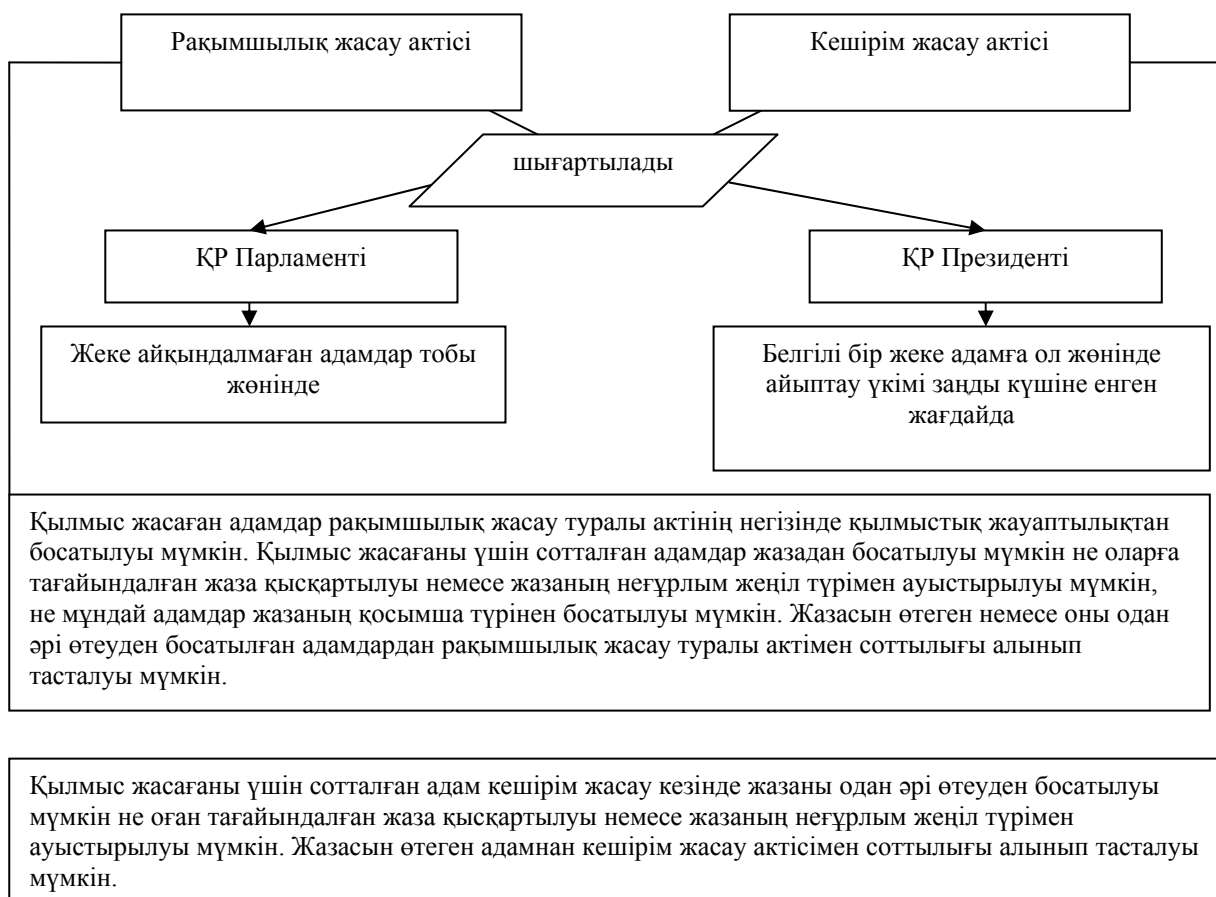 Рақымшылық жасау актісі
Кешірім жасау актісі
шығартылады
ҚР Парламенті
ҚР Президенті
Жеке айқындалмаған адамдар тобы
жөнінде
Белгілі бір жеке адамға ол жөнінде
айыптау үкімі заңды күшіне енген
жағдайда
Қылмыс жасаған адамдар рақымшылық жасау туралы актінің негізінде қылмыстық жауаптылықтан
босатылуы мүмкін. Қылмыс жасағаны үшін сотталған адамдар жазадан босатылуы мүмкін не оларға
тағайындалған жаза қысқартылуы немесе жазаның неғұрлым жеңіл түрімен ауыстырылуы мүмкін,
не мұндай адамдар жазаның қосымша түрінен босатылуы мүмкін. Жазасын өтеген немесе оны одан
әрі өтеуден босатылған адамдардан рақымшылық жасау туралы актімен соттылығы алынып
тасталуы мүмкін.
Қылмыс жасағаны үшін сотталған адам кешірім жасау кезінде жазаны одан әрі өтеуден босатылуы
мүмкін не оған тағайындалған жаза қысқартылуы немесе жазаның неғұрлым жеңіл түрімен
ауыстырылуы мүмкін. Жазасын өтеген адамнан кешірім жасау актісімен соттылығы алынып тасталуы
мүмкін.